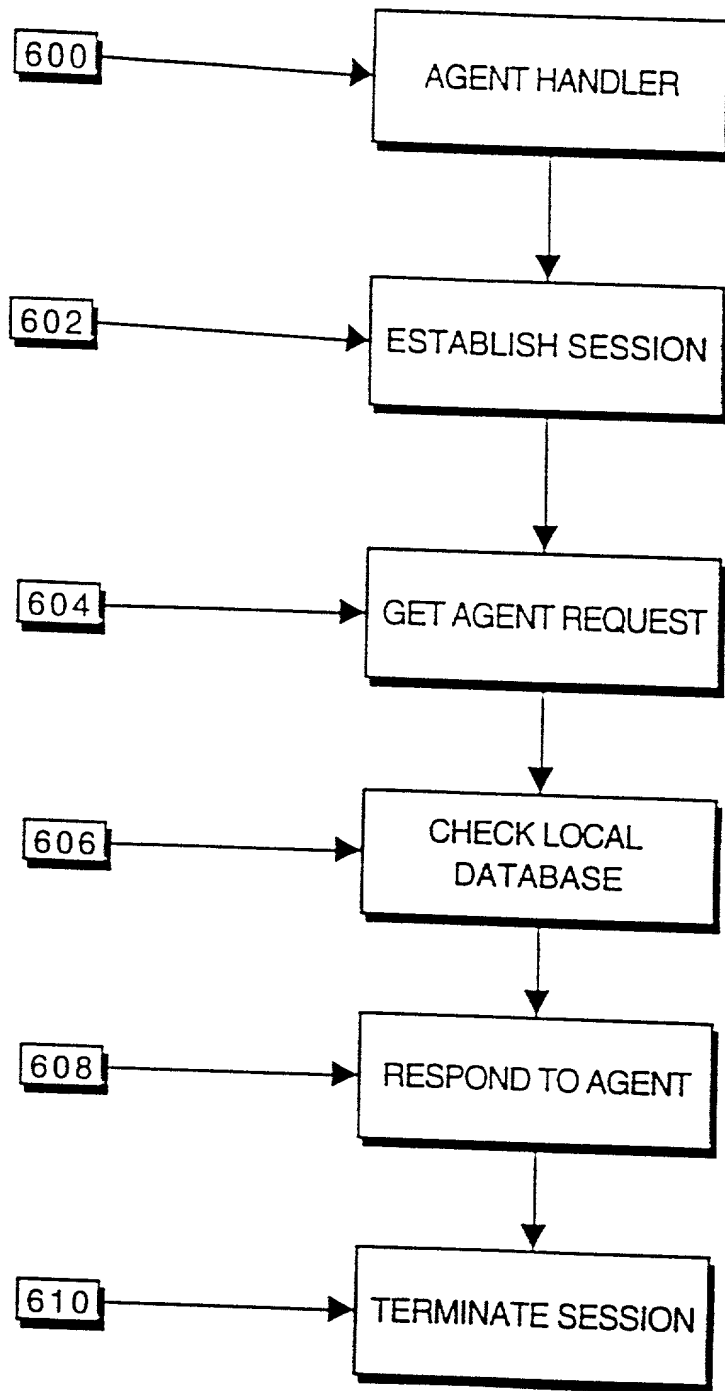 600
AGENT HANDLER
602
ESTABLISH SESSION
604
GET AGENT REQUEST
606
CHECK LOCAL
DATABASE
608
RESPOND TO AGENT
610
TERMINATE SESSION